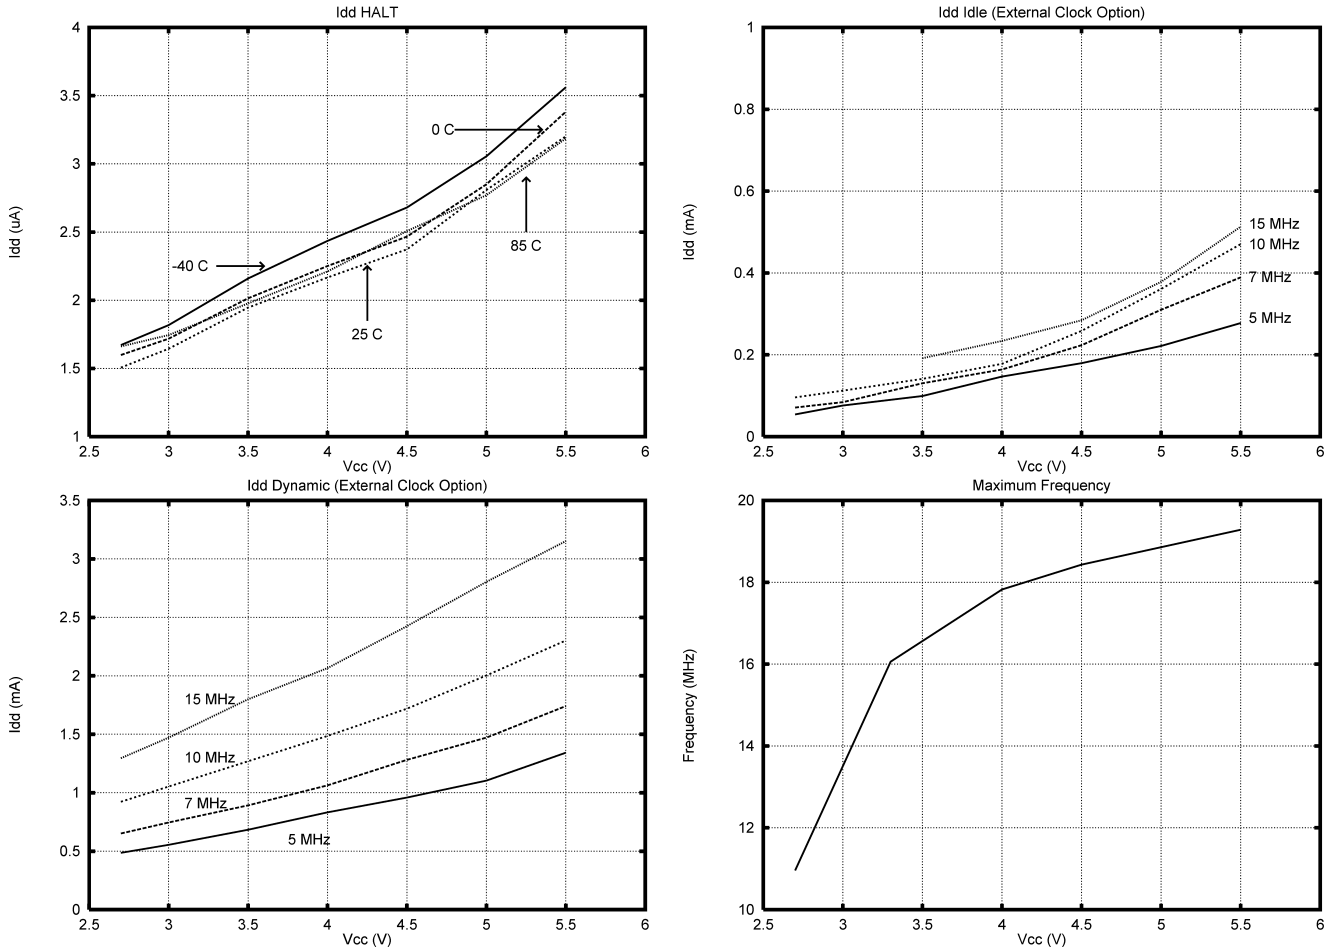 Idd HALT
Idd (uA)
4
3.5
3
2.5
2
1.5
1
0 C
85 C
-40 C
25 C
2.5 3 3.5 4 4.5 5 5.5 6
Vcc (V)
Idd Idle (External Clock Option)
Idd (mA)
1
0.8
0.6
0.4
0.2
0
15 MHz
10 MHz
7 MHz
5 MHz
2.5 3 3.5 4 4.5 5 5.5 6
Vcc (V)
Idd Dynamic (External Clock Option)
Idd (mA)
3.5
3
2.5
2
1.5
1
0.5
0
15 MHz
10 MHz
7 MHz
5 MHz
2.5 3 3.5 4 4.5 5 5.5 6
Vcc (V)
Maximum Frequency
Frequency (MHz)
20
18
16
14
12
10
2.5 3 3.5 4 4.5 5 5.5 6
Vcc (V)